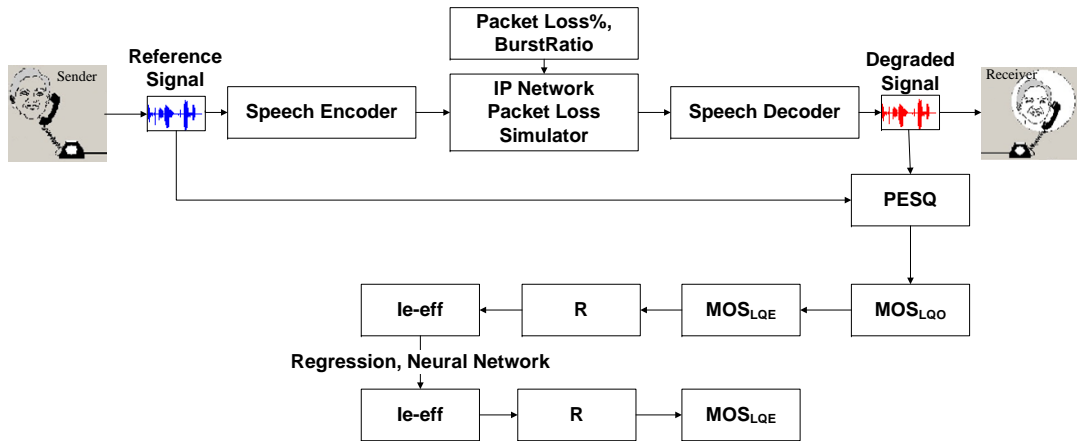 Packet Loss%,
BurstRatio
Sender
Reference
Signal
Speech Encoder
IP Network
Packet Loss
Simulator
Speech Decoder
Degraded
Signal
Receiver
PESQ
Ie-eff
R
MOSLQE
MOSLQO
Regression, Neural Network
Ie-eff
R
MOSLQE